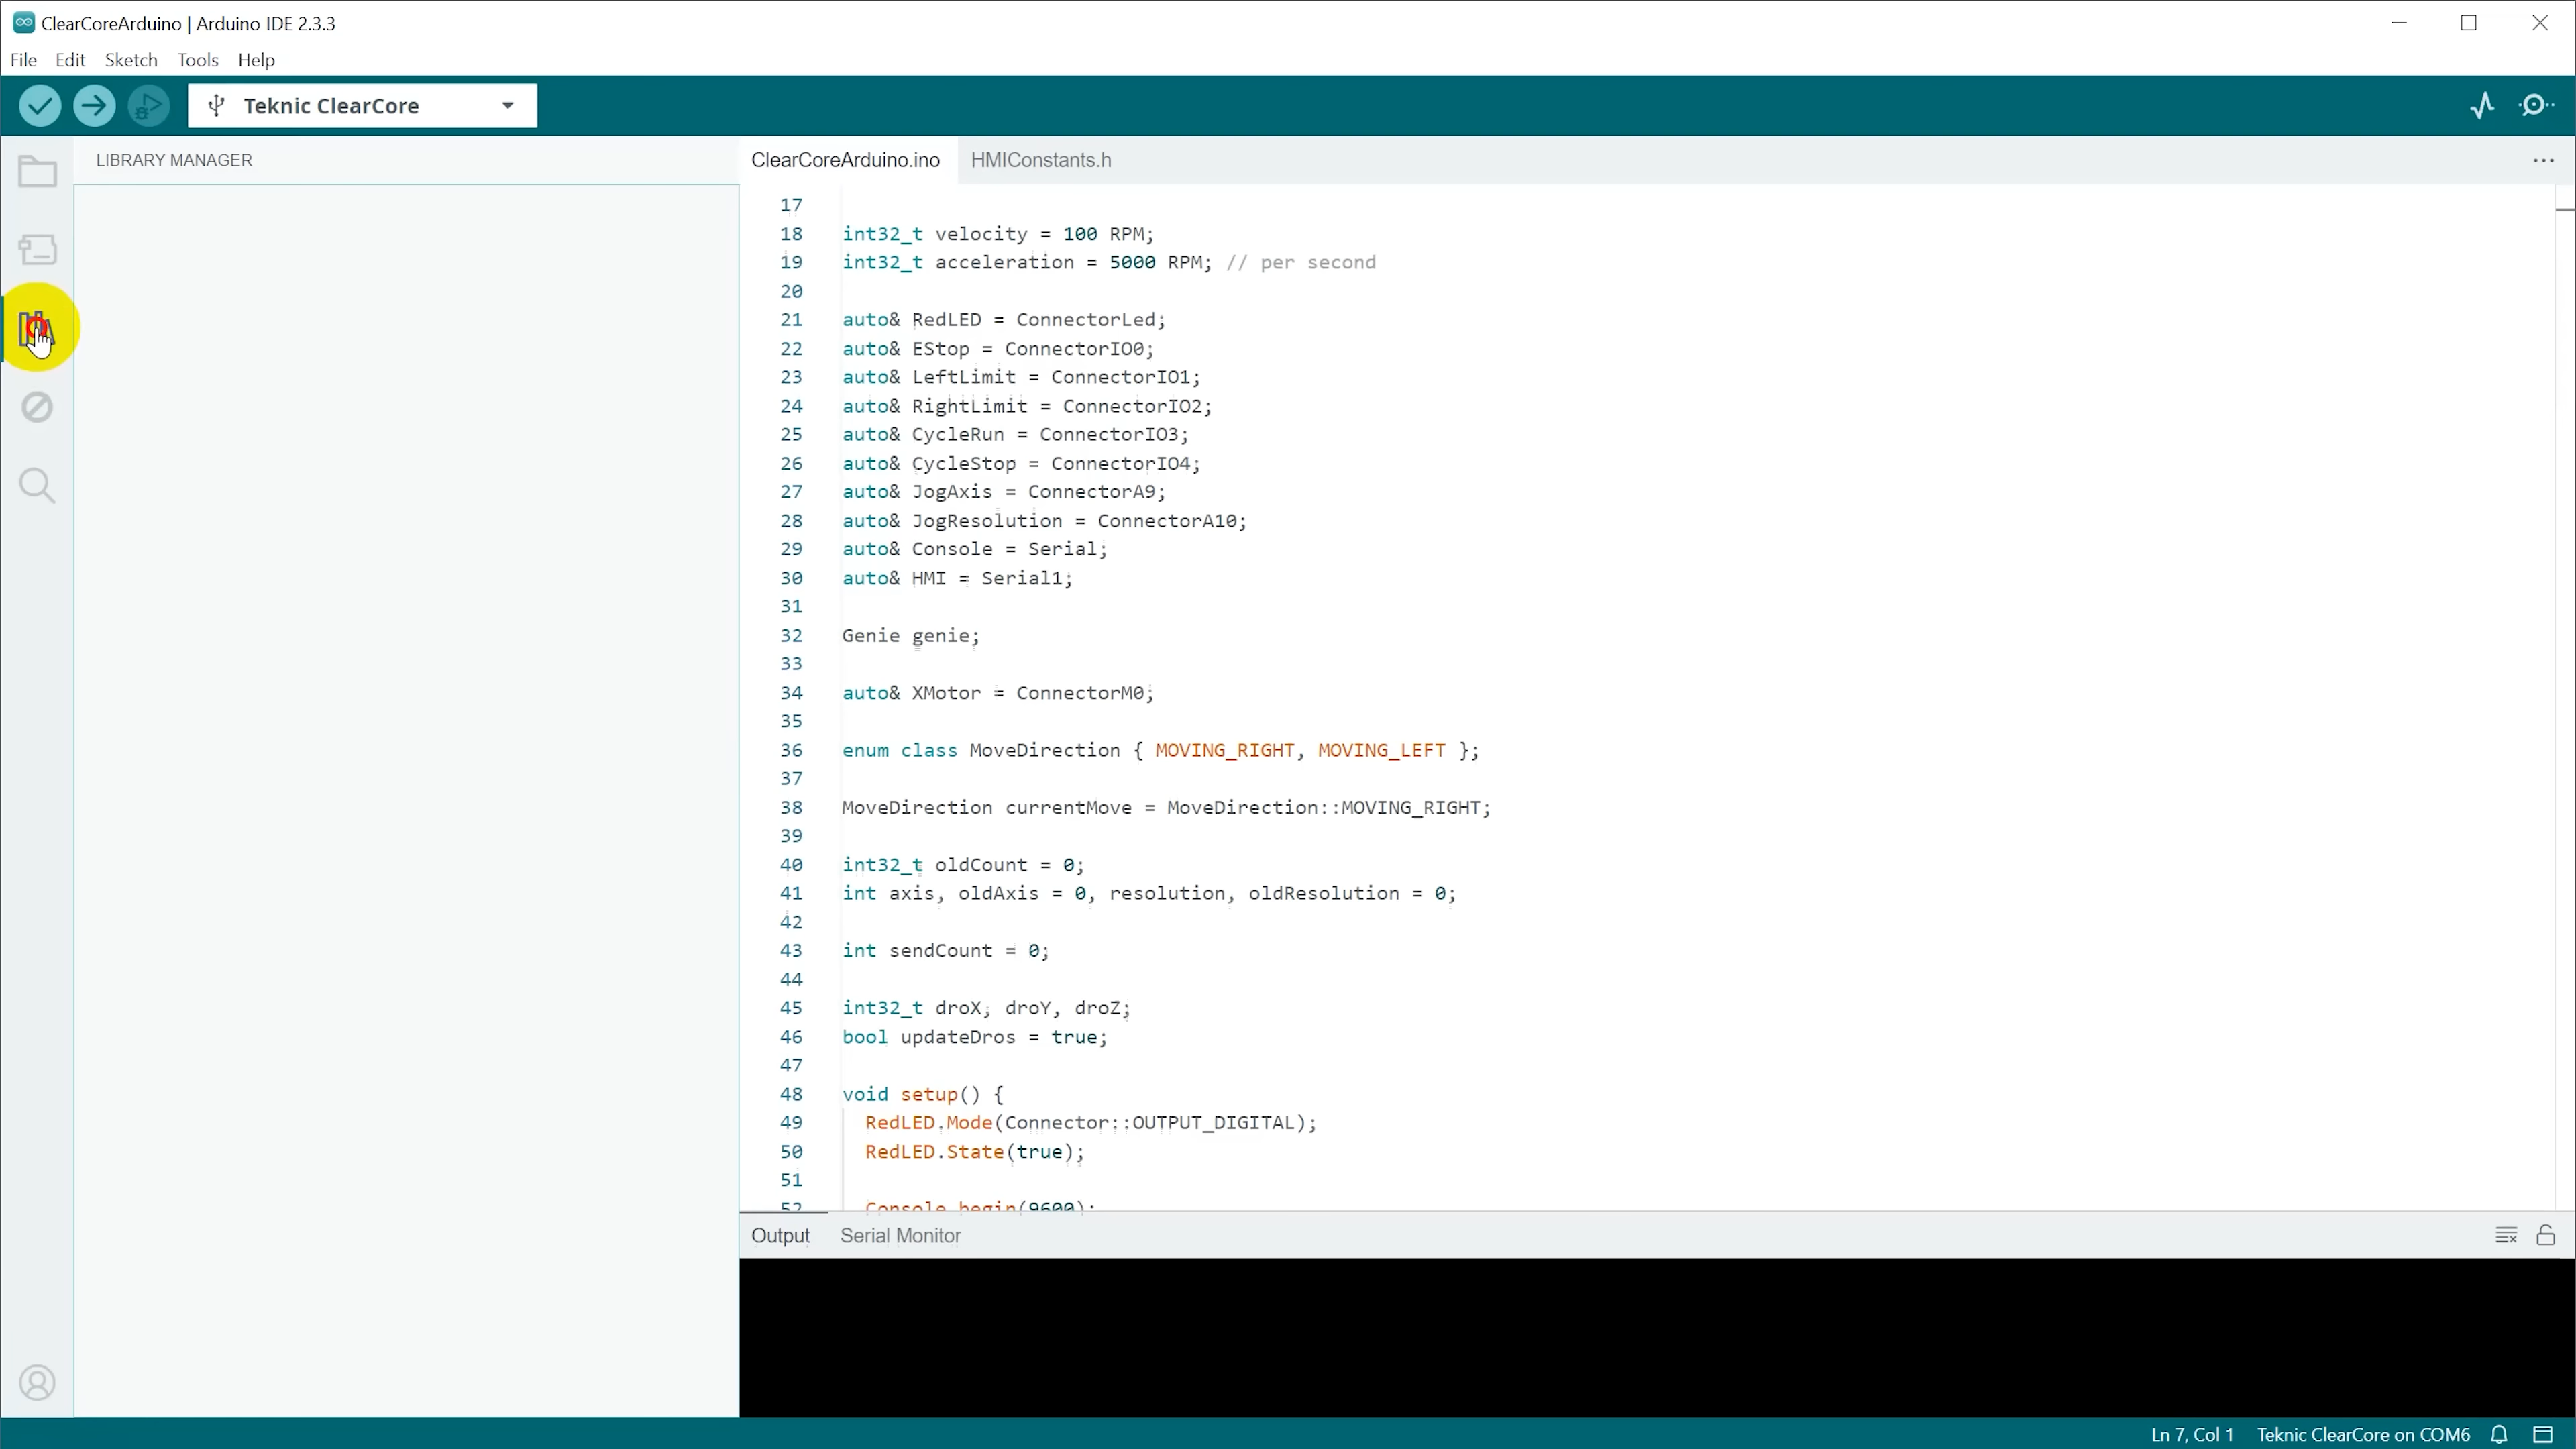 ClearCoreArduino | Arduino IDE 2.3.3
File Edit Sketch Tools Help
Teknic ClearCore
LIBRARY MANAGER
ClearCoreArduino.ino HMIConstants.h
17
18 int32_t velocity = 100 RPM;
19 int32_t acceleration = 5000 RPM; // per second
20
21 auto& RedLED = ConnectorLed;
22 auto& EStop = ConnectorIO0;
23 auto& LeftLimit = ConnectorIO1;
24 auto& RightLimit = ConnectorIO2;
25 auto& CycleRun = ConnectorIO3;
26 auto& CycleStop = ConnectorIO4;
27 auto& JogAxis = ConnectorA9;
28 auto& JogResolution = ConnectorA10;
29 auto& Console = Serial;
30 auto& HMI = Serial1;
31
32 Genie genie;
33
34 auto& XMotor = ConnectorM0;
35
36 enum class MoveDirection { MOVING_RIGHT, MOVING_LEFT };
37
38 MoveDirection currentMove = MoveDirection::MOVING_RIGHT;
39
40 int32_t oldCount = 0;
41 int axis, oldAxis = 0, resolution, oldResolution = 0;
42
43 int sendCount = 0;
44
45 int32_t droX, droY, droZ;
46 bool updateDros = true;
47
48 void setup() {
49 RedLED.Mode(Connector::OUTPUT_DIGITAL);
50 RedLED.State(true);
51
52 Console.begin(9600);
Output Serial Monitor
Ln 7, Col 1 Teknic ClearCore on COM6